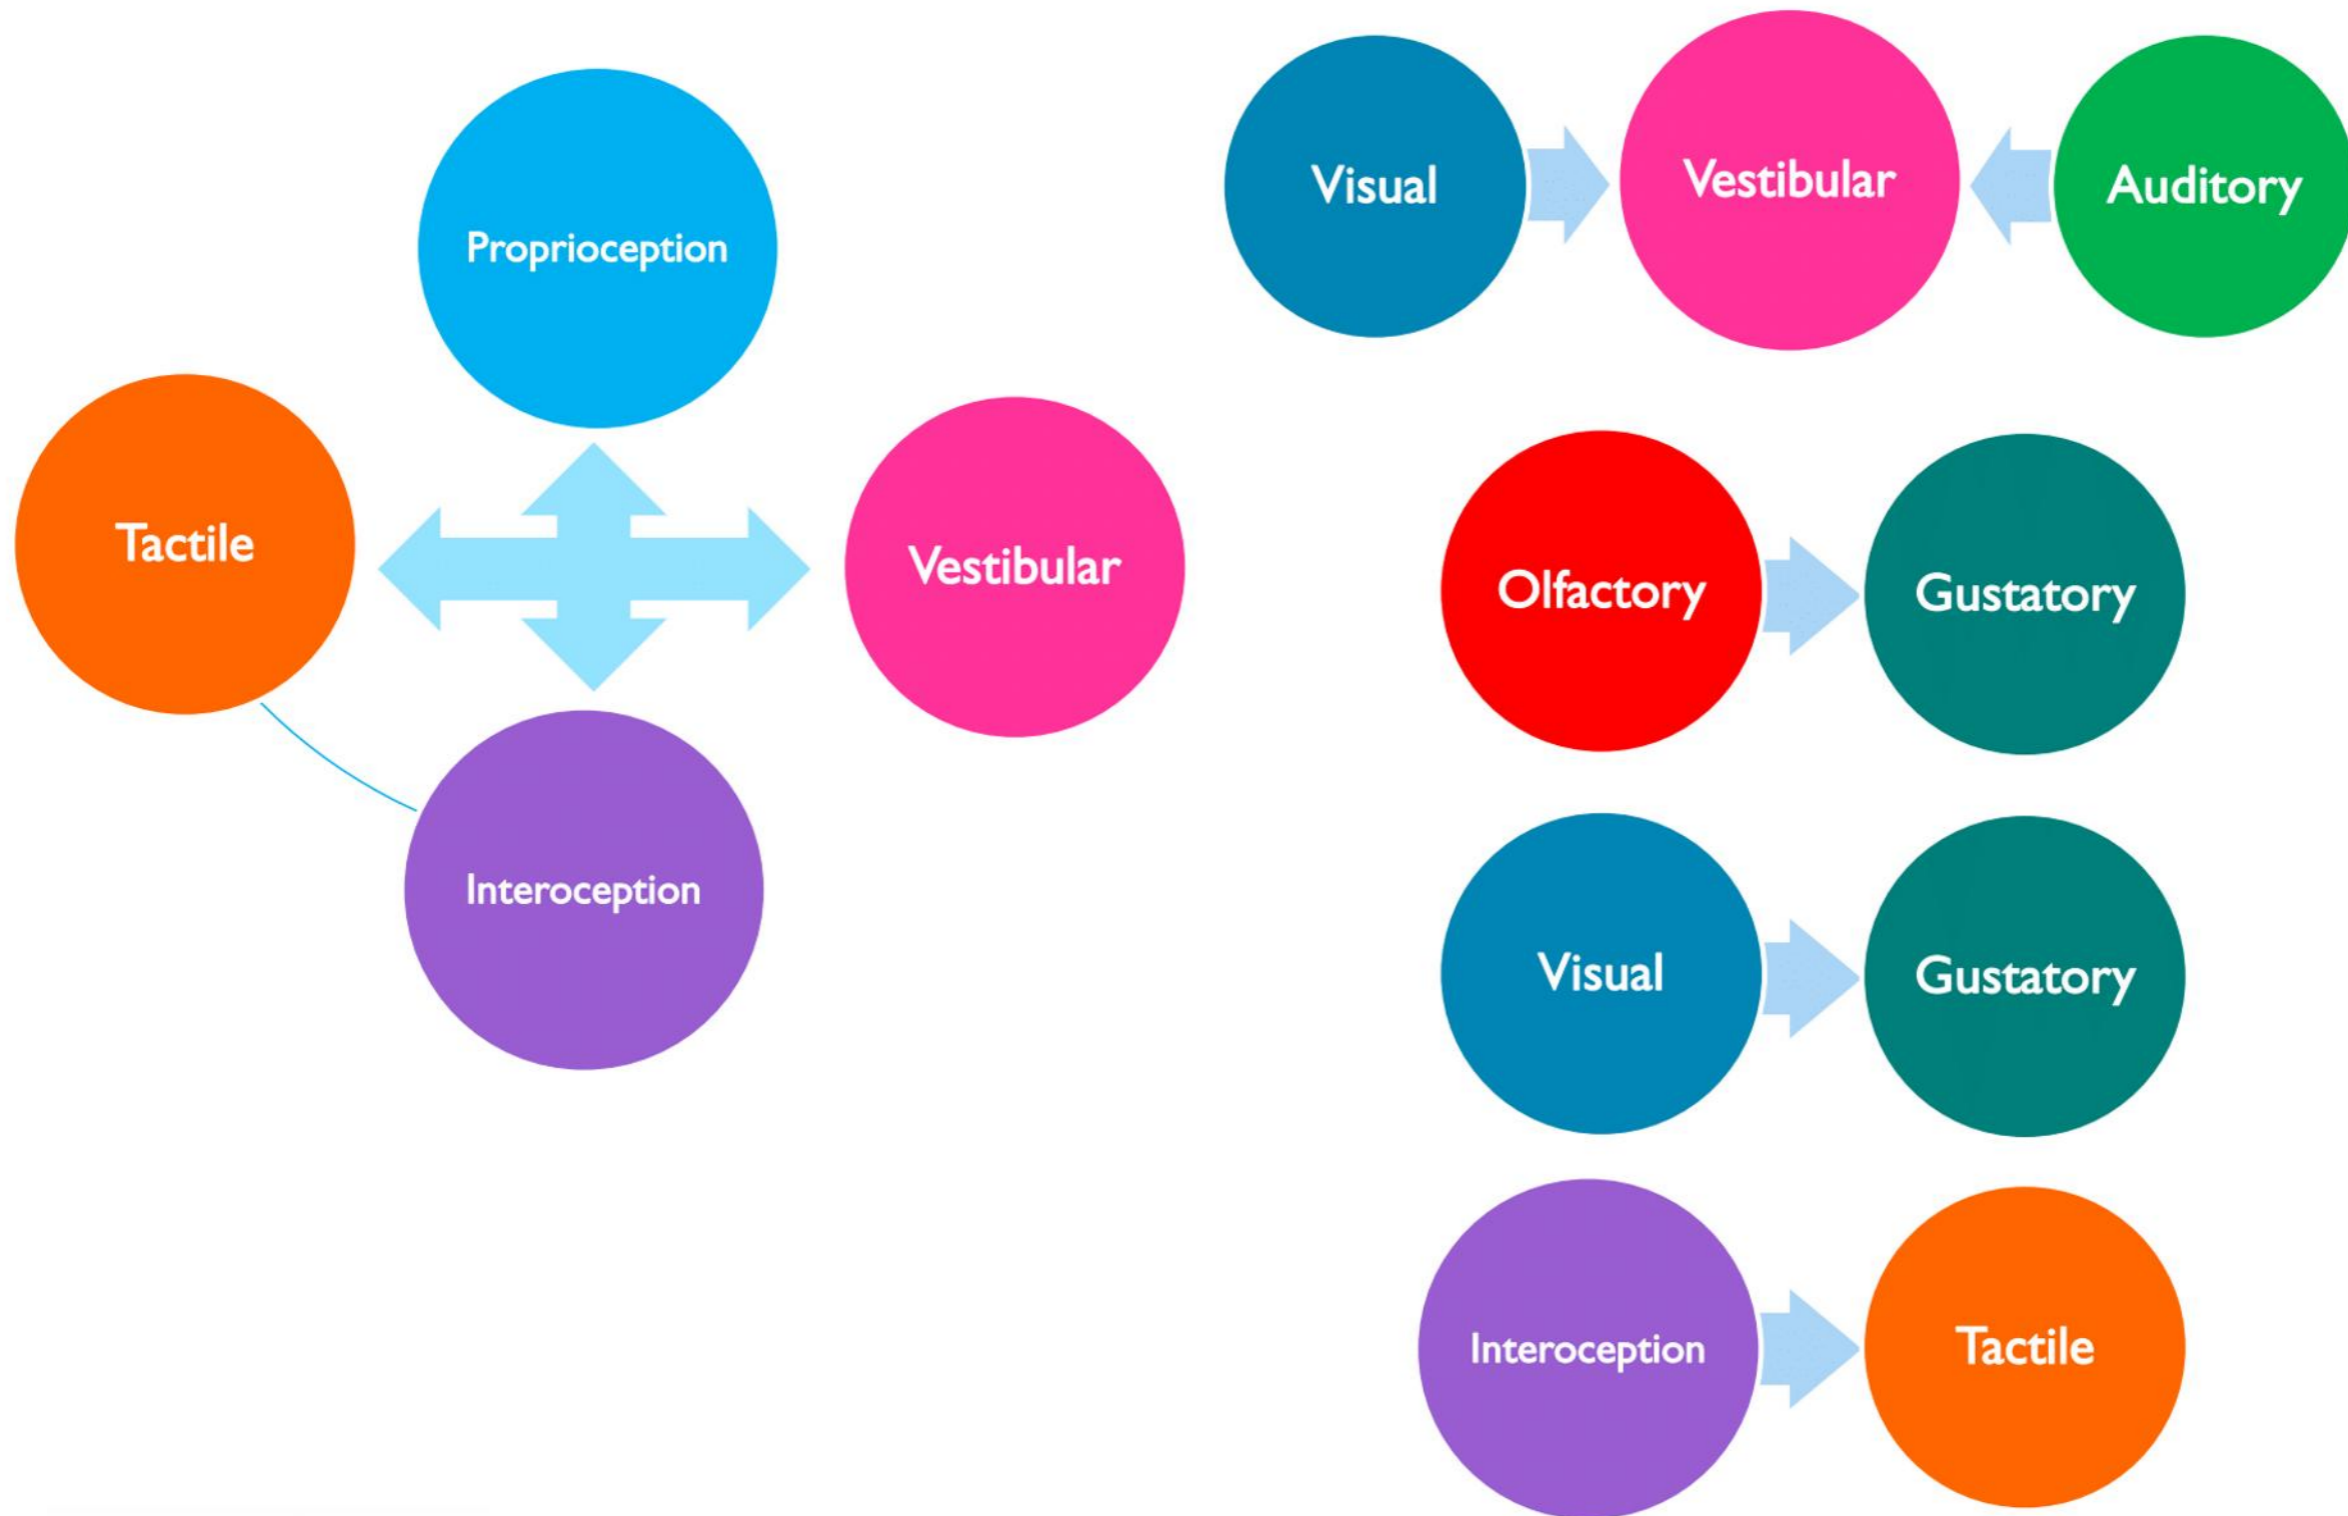 Proprioception
Tactile
Vestibular
Interoception
Visual
Vestibular
Auditory
Olfactory
Gustatory
Visual
Gustatory
Interoception
Tactile